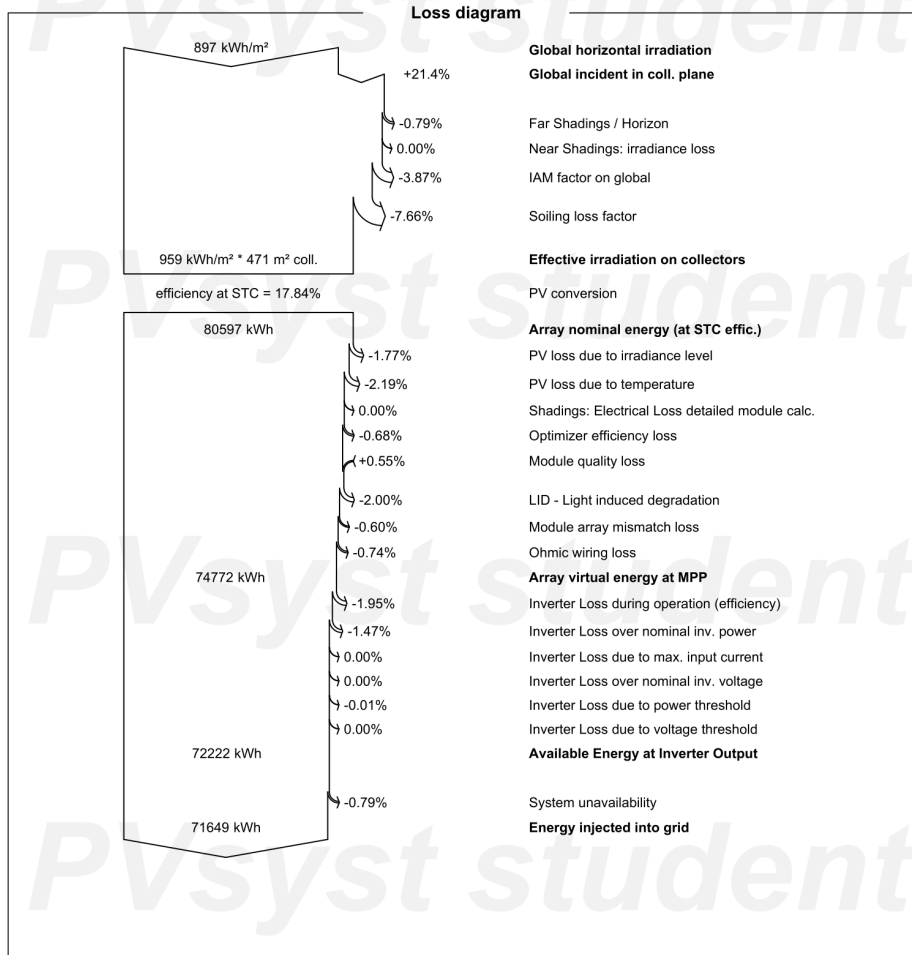 Loss diagram
897 kWh/m² Global horizontal irradiation
+21.4% Global incident in coll. plane
-0.79% Far Shadings / Horizon
0.00% Near Shadings: irradiance loss
-3.87% IAM factor on global
-7.66% Soiling loss factor
959 kWh/m² * 471 m² coll. Effective irradiation on collectors
efficiency at STC = 17.84% PV conversion
80597 kWh Array nominal energy (at STC effic.)
-1.77% PV loss due to irradiance level
-2.19% PV loss due to temperature
0.00% Shadings: Electrical Loss detailed module calc.
-0.68% Optimizer efficiency loss
+0.55% Module quality loss
-2.00% LID - Light induced degradation
-0.60% Module array mismatch loss
-0.74% Ohmic wiring loss
74772 kWh Array virtual energy at MPP
-1.95% Inverter Loss during operation (efficiency)
-1.47% Inverter Loss over nominal inv. power
0.00% Inverter Loss due to max. input current
0.00% Inverter Loss over nominal inv. voltage
-0.01% Inverter Loss due to power threshold
0.00% Inverter Loss due to voltage threshold
72222 kWh Available Energy at Inverter Output
-0.79% System unavailability
71649 kWh Energy injected into grid
PVsyst student
PVsyst student
PVsyst student
PVsyst student